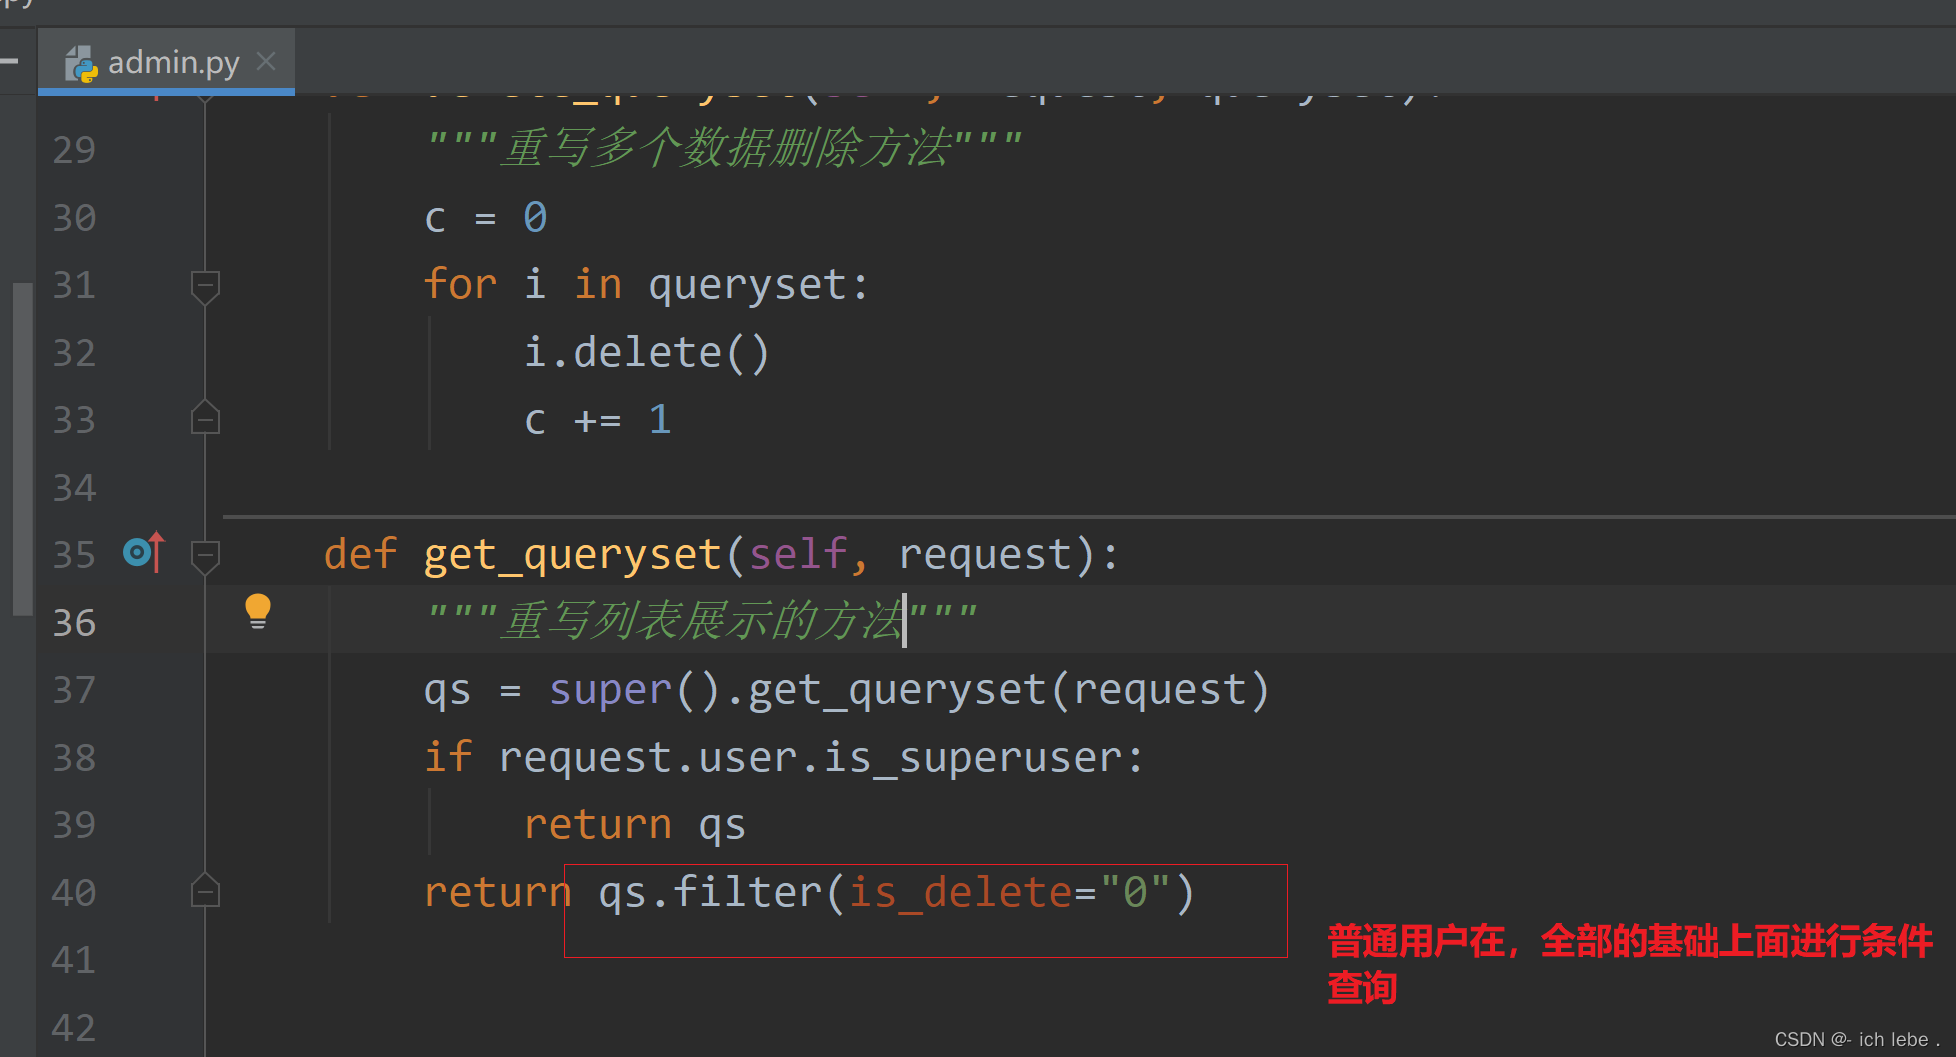 admin.py
29 """重写多个数据删除方法"""
30 c = 0
31 for i in queryset:
32 i.delete()
33 c += 1
34
35 def get_queryset(self, request):
36 """重写列表展示的方法"""
37 qs = super().get_queryset(request)
38 if request.user.is_superuser:
39 return qs
40 return qs.filter(is_delete="0")
41
普通用户在，全部的基础上面进行条件
查询
42
CSDN @- ich lebe .